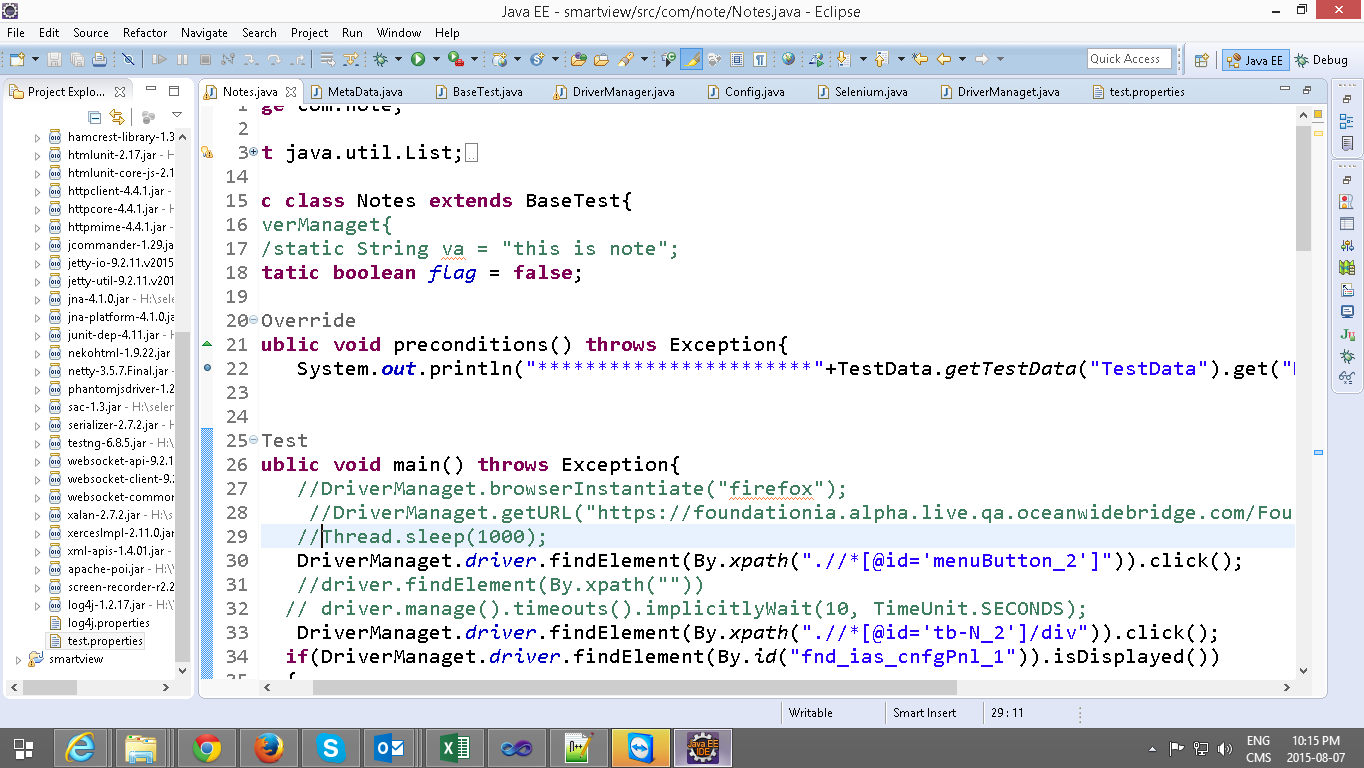 Java EE - smartview/src/com/note/Notes.java - Eclipse
File Edit Source Refactor Navigate Search Project Run Window Help
Quick Access
Java EE
Debug
Project Explo...
Notes.java
MetaData.java
BaseTest.java
DriverManager.java
Config.java
Selenium.java
DriverManaget.java
test.properties
hamcrest-library-1.3
htmlunit-2.17.jar - H
htmlunit-core-js-2.1
httpclient-4.4.1.jar -
httpcore-4.4.1.jar -
httpmime-4.4.1.jar -
jcommander-1.29.ja
jetty-io-9.2.11.v2015
jetty-util-9.2.11.v201
jna-4.1.0.jar - H:\sele
jna-platform-4.1.0.ja
junit-dep-4.11.jar - H
nekohtml-1.9.22.jar
netty-3.5.7.Final.jar -
phantomjsdriver-1.2
sac-1.3.jar - H:\seler
serializer-2.7.2.jar -
testng-6.8.5.jar - H:\
websocket-api-9.2.1
websocket-client-9.
websocket-common
xalan-2.7.2.jar - H:\s
xercesImpl-2.11.0.ja
xml-apis-1.4.01.jar -
apache-poi.jar - H:\s
screen-recorder-r2.2
log4j-1.2.17.jar - H:\
log4j.properties
test.properties
smartview
1 ge com.note;
2
3 t java.util.List;
14
15 c class Notes extends BaseTest{
16 verManaget{
17 /static String va = "this is note";
18 tatic boolean flag = false;
19
20 Override
21 ublic void preconditions() throws Exception{
22 System.out.println("***********************"+TestData.getTestData("TestData").get("
23
24
25 Test
26 ublic void main() throws Exception{
27 //DriverManaget.browserInstantiate("firefox");
28 //DriverManaget.getURL("https://foundationia.alpha.live.qa.oceanwidebridge.com/Fou
29 //Thread.sleep(1000);
30 DriverManaget.driver.findElement(By.xpath(".//*[@id='menuButton_2']")).click();
31 //driver.findElement(By.xpath(""))
32 // driver.manage().timeouts().implicitlyWait(10, TimeUnit.SECONDS);
33 DriverManaget.driver.findElement(By.xpath(".//*[@id='tb-N_2']/div")).click();
34 if(DriverManaget.driver.findElement(By.id("fnd_ias_cnfgPnl_1")).isDisplayed())
{
Writable
Smart Insert
29 : 11
Java EE
IDE
ENG
CMS
10:15 PM
2015-08-07